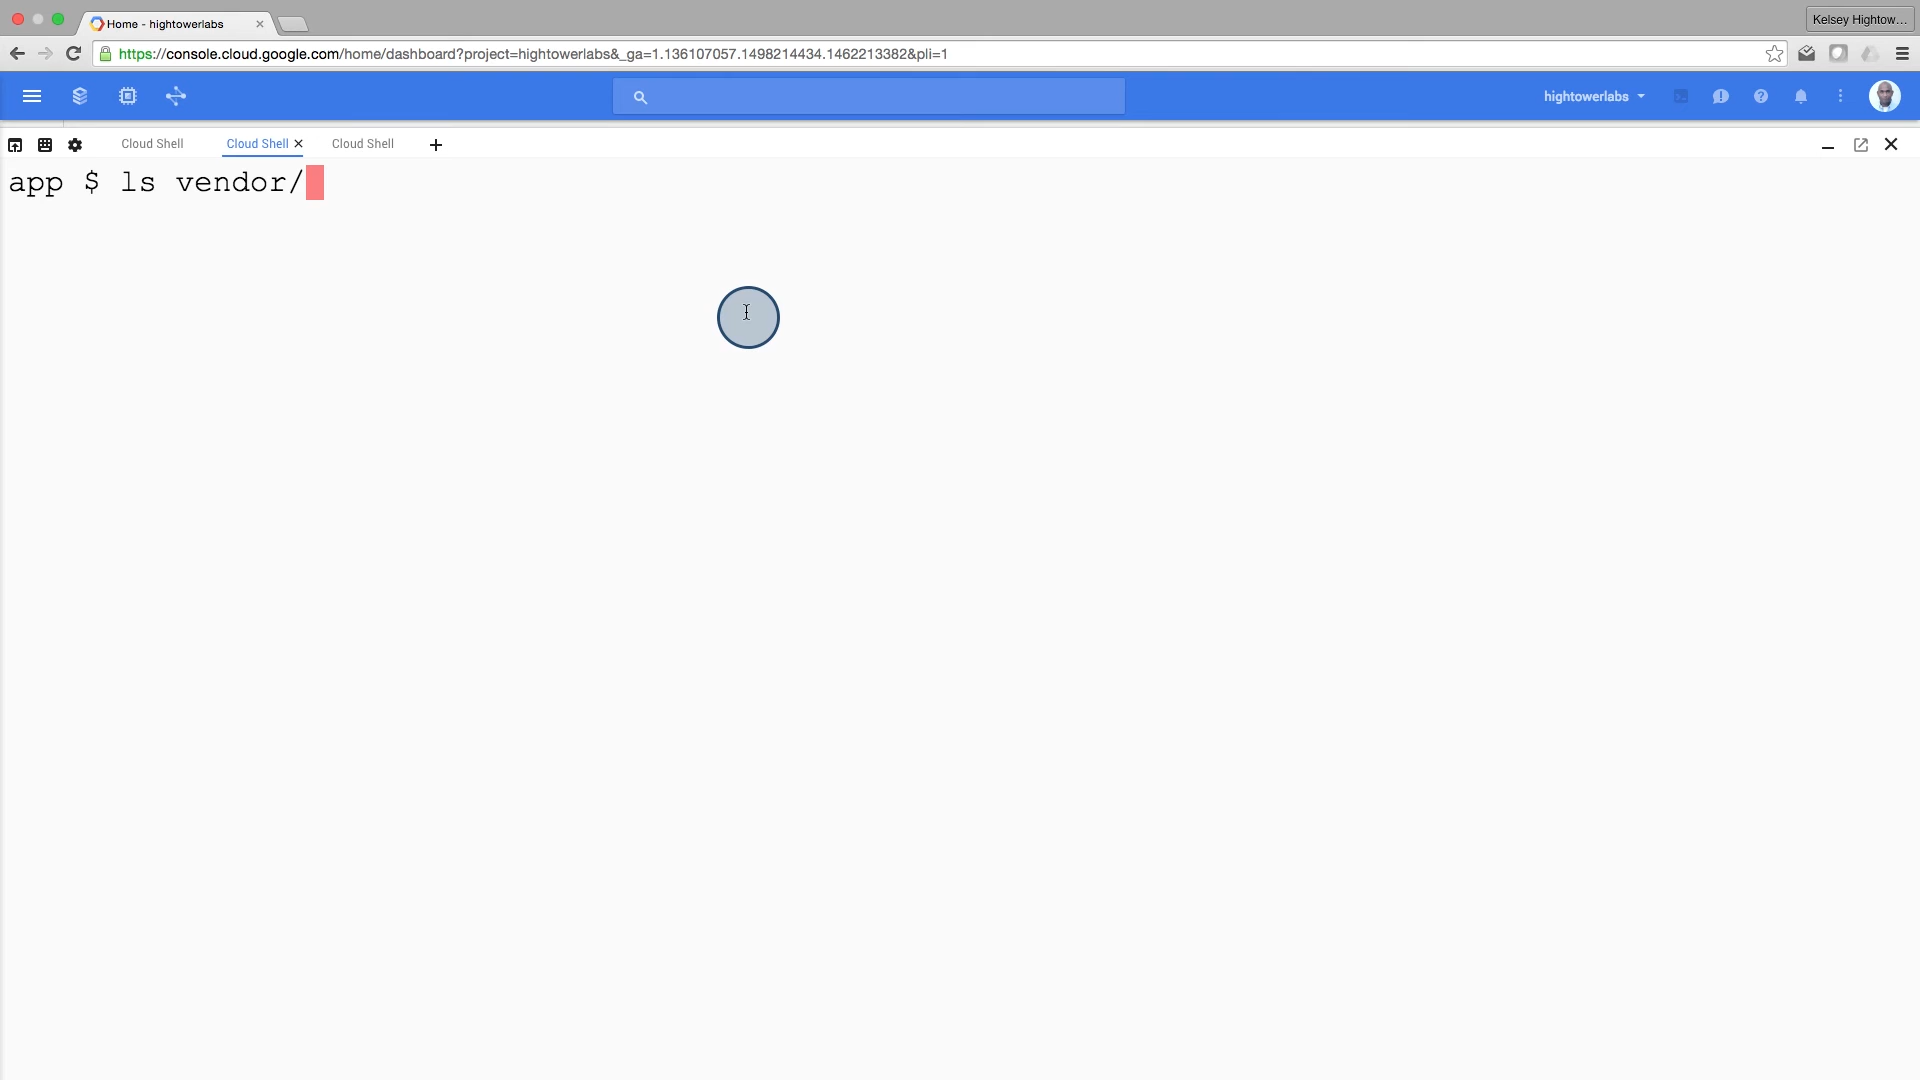 Home - hightowerlabs
Kelsey Hightow...
https://console.cloud.google.com/home/dashboard?project=hightowerlabs&_ga=1.136107057.1498214434.1462213382&pli=1
hightowerlabs
Cloud Shell
Cloud Shell
Cloud Shell
app $ ls vendor/